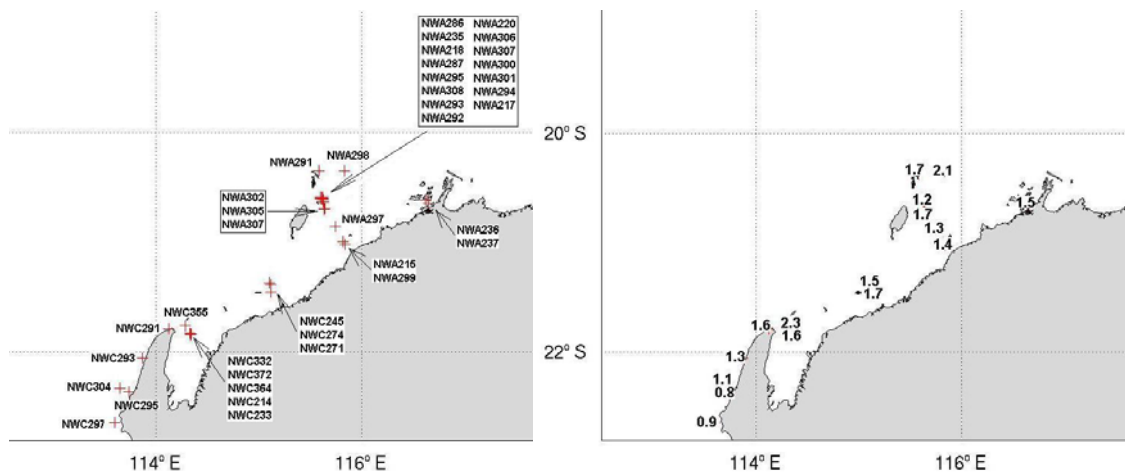 NWA286 NWA220
NWA235 NWA306
NWA218 NWA307
NWA287 NWA300
NWA295 NWA301
NWA308 NWA294
NWA293 NWA217
NWA292
20° S
NWA291
NWA298
NWA302
NWA305
NWA307
NWA297
NWA236
NWA237
NWA215
NWA299
NWC245
NWC274
NWC271
NWC355
NWC291
NWC293
22° S
NWC332
NWC372
NWC364
NWC214
NWC233
NWC304
NWC295
NWC297
114° E
116° E
1.7 2.1
1.2
1.7
1.5
1.3
1.4
1.5
1.7
1.6
2.3
1.6
1.3
1.1
0.8
0.9
114° E
116° E